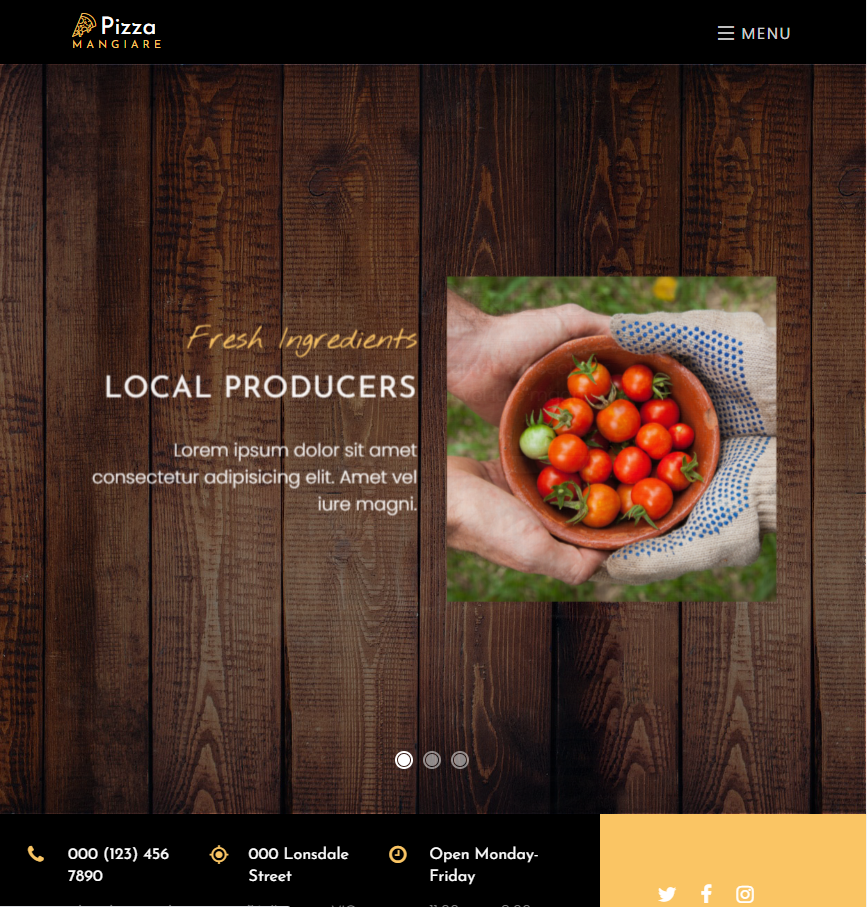 Pizza
MANGIARE
MENU
Fresh Ingredients
LOCAL PRODUCERS
Lorem ipsum dolor sit amet
consectetur adipisicing elit. Amet vel
iure magni.
000 (123) 456
7890
000 Lonsdale
Street
Open Monday-
Friday